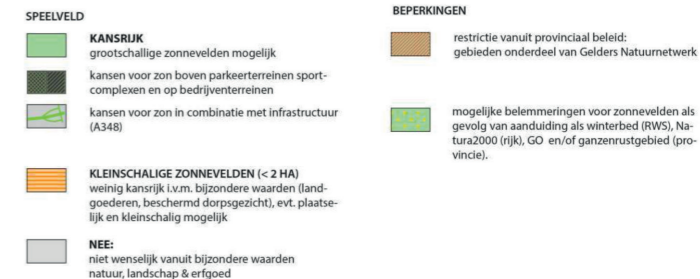 SPEELVELD
KANSRIJK
grootschallige zonnevelden mogelijk
kansen voor zon boven parkeerterreinen sport-
complexen en op bedrijventerreinen
kansen voor zon in combinatie met infrastructuur
(A348)
KLEINSCHALIGE ZONNEVELDEN (< 2 HA)
weinig kansrijk i.v.m. bijzondere waarden (land-
goederen, beschermd dorpsgezicht), evt. plaatse-
lijk en kleinschalig mogelijk
NEE:
niet wenselijk vanuit bijzondere waarden
natuur, landschap & erfgoed
BEPERKINGEN
restrictie vanuit provinciaal beleid:
gebieden onderdeel van Gelders Natuurnetwerk
mogelijke belemmeringen voor zonnevelden als
gevolg van aanduiding als winterbed (RWS), Na-
tura2000 (rijk), GO en/of ganzenrustgebied (pro-
vincie).